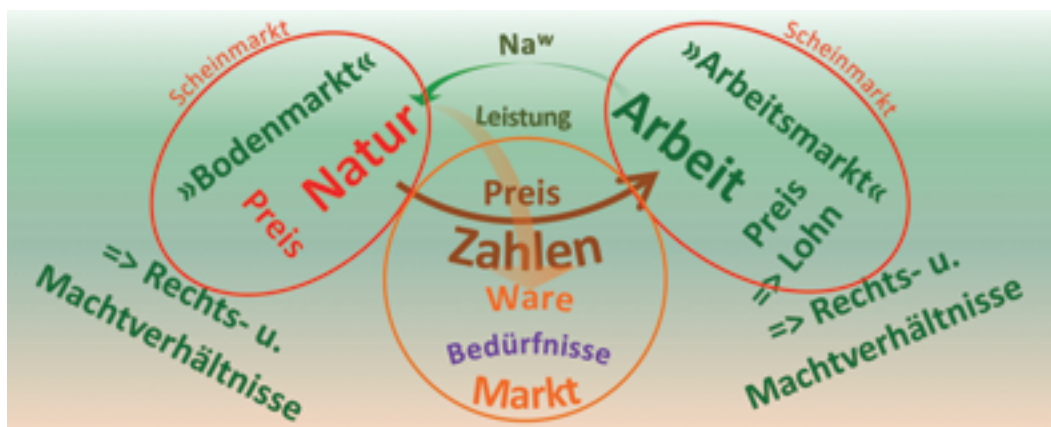 Scheinmarkt
»Bodenmarkt«
Natur
Preis
=> Rechts- u.
Machtverhältnisse
Naʷ
Leistung
Preis
Zahlen
Ware
Bedürfnisse
Markt
Scheinmarkt
»Arbeitsmarkt«
Arbeit
Preis
=> Lohn
=> Rechts- u.
Machtverhältnisse